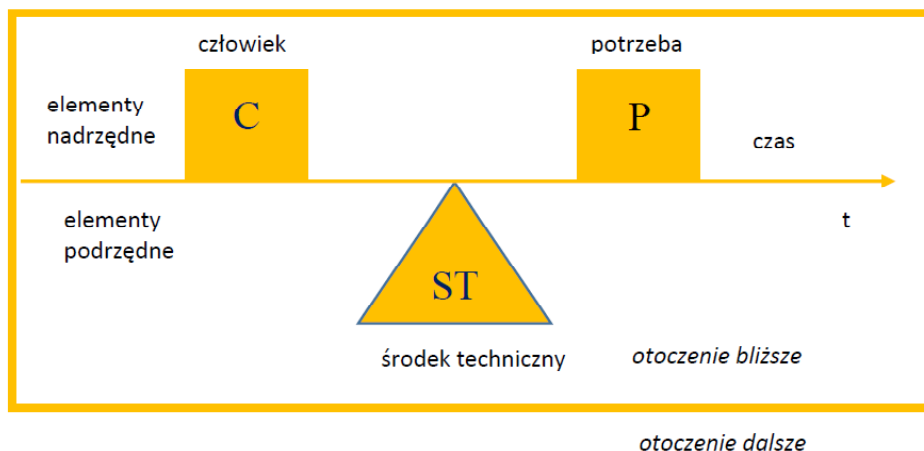 człowiek
potrzeba
elementy
nadrzędne
C
P
czas
elementy
podrzędne
t
ST
środek techniczny
otoczenie bliższe
otoczenie dalsze